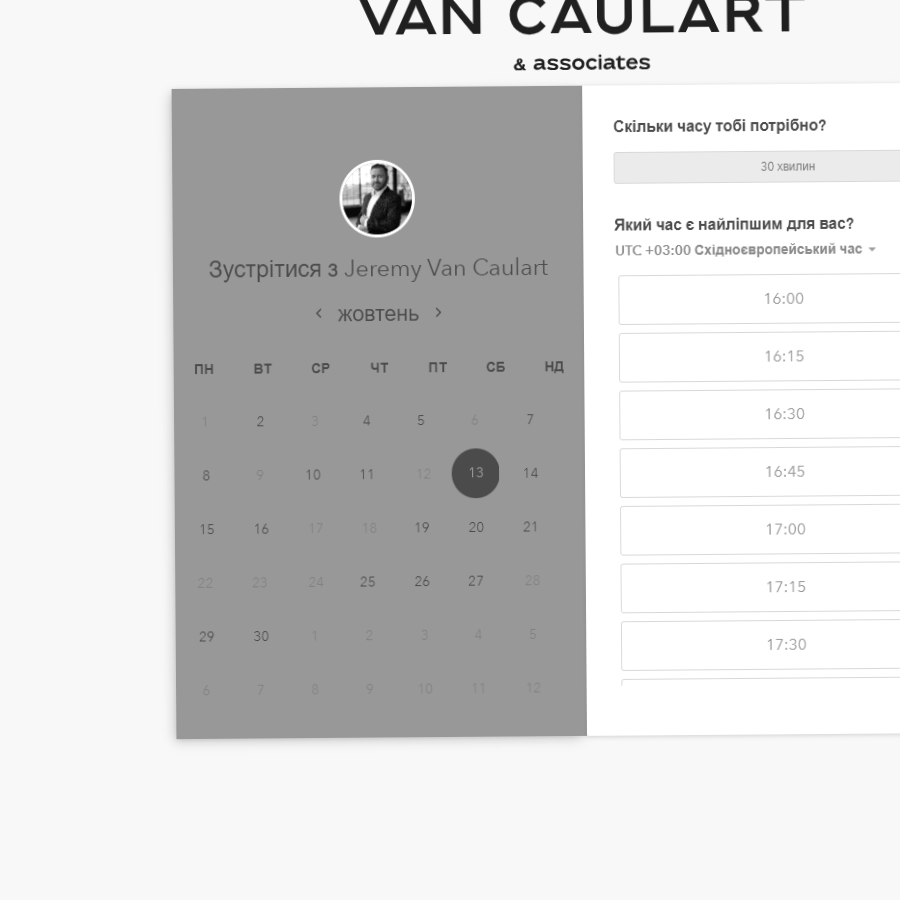 VAN CAULART
& associates
Зустрітися з Jeremy Van Caulart
жовтень
ПН ВТ СР ЧТ ПТ СБ НД
1 2 3 4 5 6 7
8 9 10 11 12 13 14
15 16 17 18 19 20 21
22 23 24 25 26 27 28
29 30 1 2 3 4 5
6 7 8 9 10 11 12
Скільки часу тобі потрібно?
30 хвилин
Який час є найліпшим для вас?
UTC +03:00 Східноєвропейський час
16:00
16:15
16:30
16:45
17:00
17:15
17:30